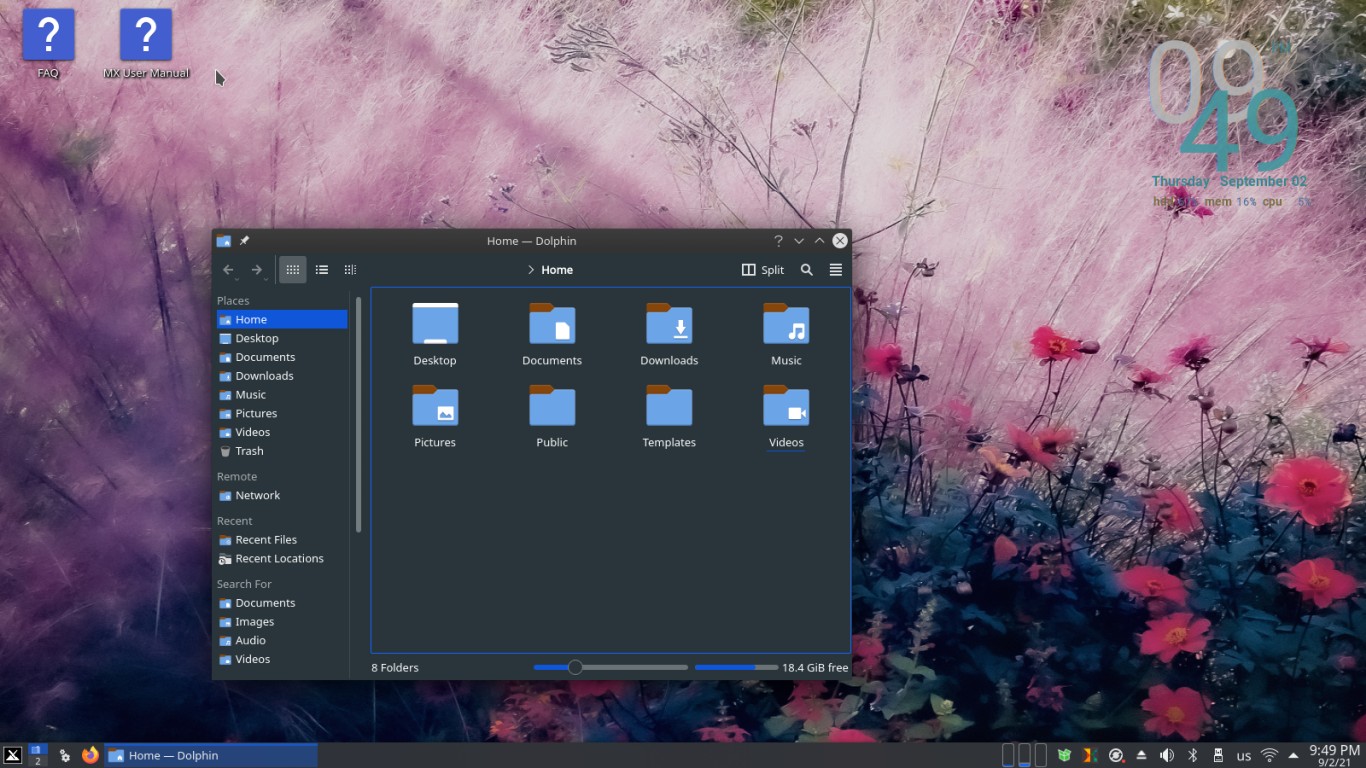 FAQ
MX User Manual
09 PM
49
Thursday September 02
mem 16% cpu 5%
Home — Dolphin
Home
Split
Places
Home
Desktop
Documents
Downloads
Music
Pictures
Videos
Trash
Remote
Network
Recent
Recent Files
Recent Locations
Search For
Documents
Images
Audio
Videos
Desktop
Documents
Downloads
Music
Pictures
Public
Templates
Videos
8 Folders
18.4 GiB free
2
Home — Dolphin
us
9:49 PM
9/2/21